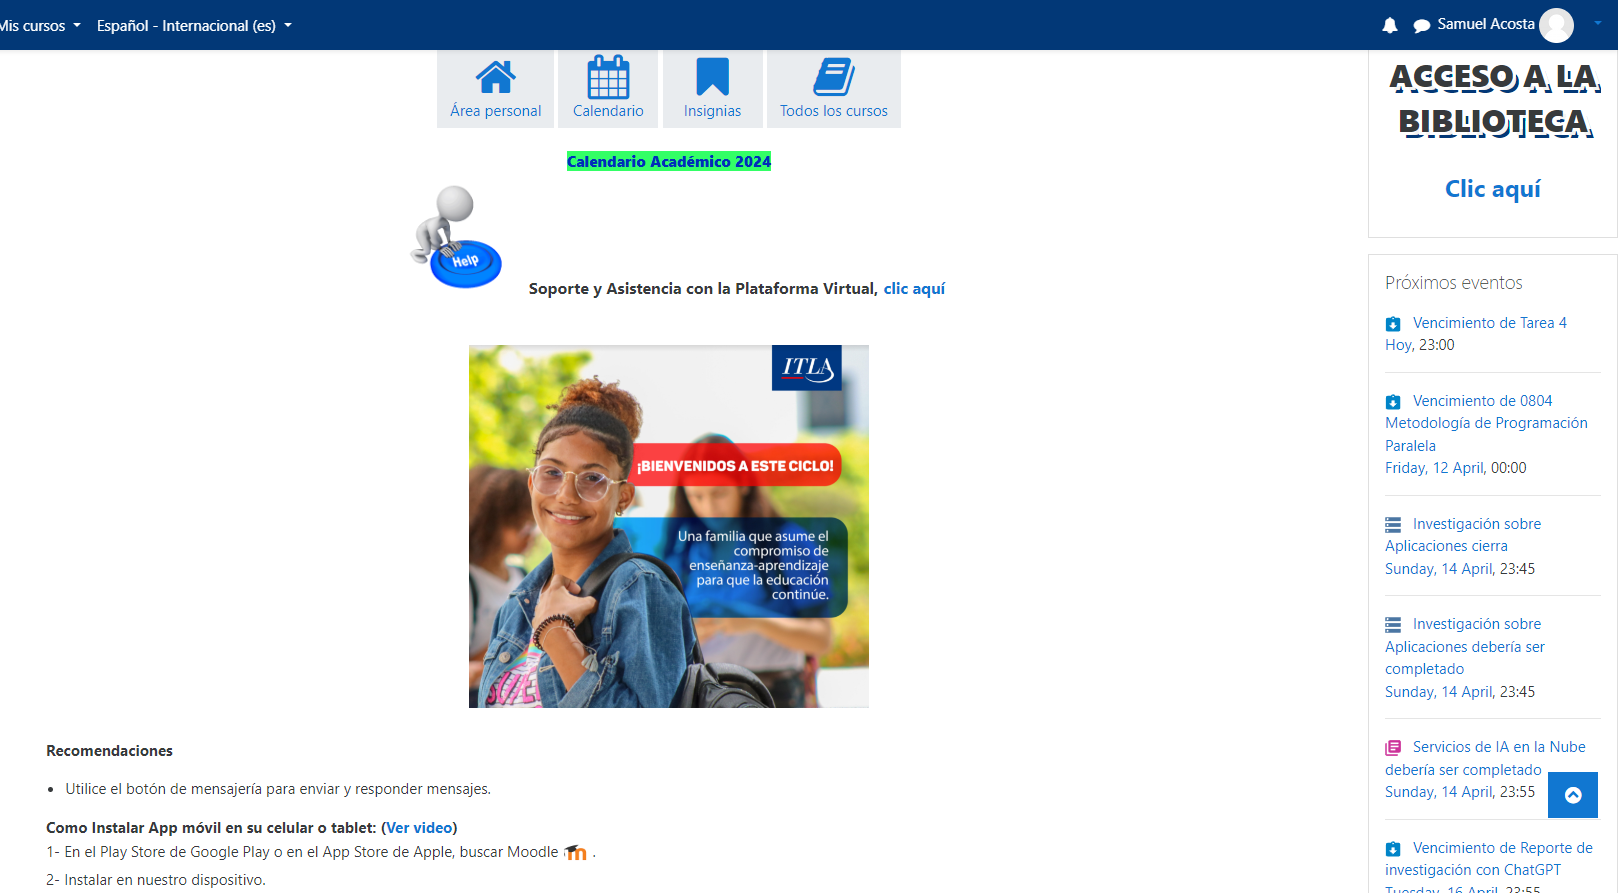 Mis cursos
Español - Internacional (es)
Samuel Acosta
Área personal
Calendario
Insignias
Todos los cursos
Calendario Académico 2024
Help
Soporte y Asistencia con la Plataforma Virtual, clic aquí
ITLA
¡BIENVENIDOS A ESTE CICLO!
Una familia que asume el
compromiso de
enseñanza-aprendizaje
para que la educación
continúe.
Recomendaciones
Utilice el botón de mensajería para enviar y responder mensajes.
Como Instalar App móvil en su celular o tablet: (Ver video)
1- En el Play Store de Google Play o en el App Store de Apple, buscar Moodle .
2- Instalar en nuestro dispositivo.
ACCESO A LA
BIBLIOTECA
Clic aquí
Próximos eventos
Vencimiento de Tarea 4
Hoy, 23:00
Vencimiento de 0804
Metodología de Programación
Paralela
Friday, 12 April, 00:00
Investigación sobre
Aplicaciones cierra
Sunday, 14 April, 23:45
Investigación sobre
Aplicaciones debería ser
completado
Sunday, 14 April, 23:45
Servicios de IA en la Nube
debería ser completado
Sunday, 14 April, 23:55
Vencimiento de Reporte de
investigación con ChatGPT
Tuesday, 16 April, 23:55